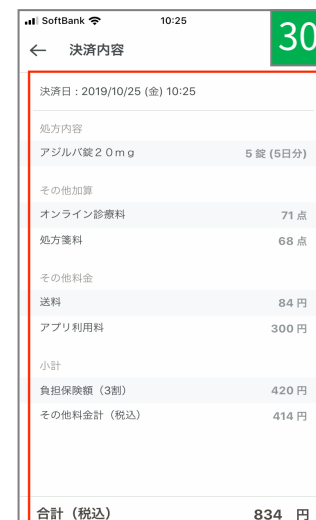 SoftBank 10:25
30
← 決済内容
決済日 : 2019/10/25 (金) 10:25
処方内容
アジルバ錠20mg 5 錠 (5日分)
その他加算
オンライン診療料 71 点
処方箋料 68 点
その他料金
送料 84 円
アプリ利用料 300 円
小計
負担保険額（3割） 420 円
その他料金計（税込） 414 円
合計（税込） 834 円